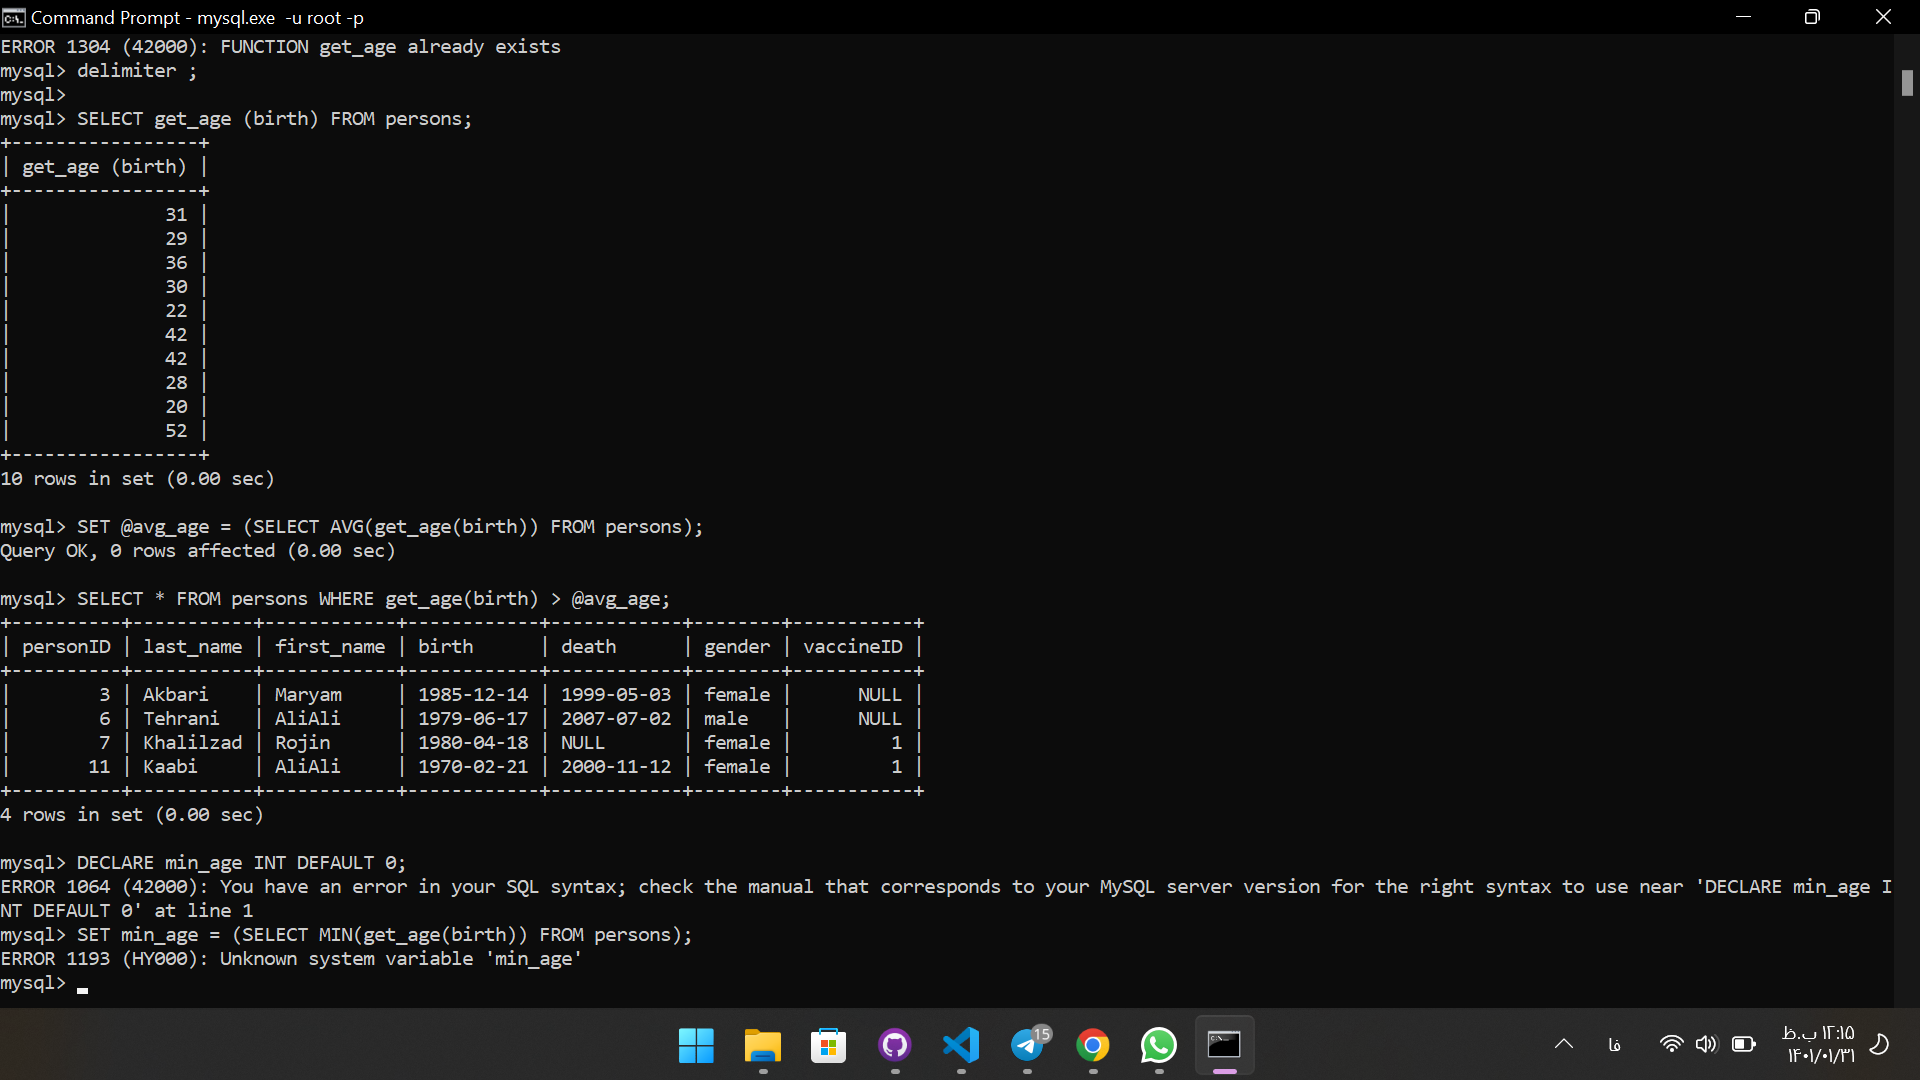 Command Prompt - mysql.exe  -u root -p
ERROR 1304 (42000): FUNCTION get_age already exists
mysql> delimiter ;
mysql>
mysql> SELECT get_age (birth) FROM persons;
+-----------------+
| get_age (birth) |
+-----------------+
|              31 |
|              29 |
|              36 |
|              30 |
|              22 |
|              42 |
|              42 |
|              28 |
|              20 |
|              52 |
+-----------------+
10 rows in set (0.00 sec)
mysql> SET @avg_age = (SELECT AVG(get_age(birth)) FROM persons);
Query OK, 0 rows affected (0.00 sec)
mysql> SELECT * FROM persons WHERE get_age(birth) > @avg_age;
+----------+-----------+------------+------------+------------+--------+-----------+
| personID | last_name | first_name | birth      | death      | gender | vaccineID |
+----------+-----------+------------+------------+------------+--------+-----------+
|        3 | Akbari    | Maryam     | 1985-12-14 | 1999-05-03 | female |      NULL |
|        6 | Tehrani   | AliAli     | 1979-06-17 | 2007-07-02 | male   |      NULL |
|        7 | Khalilzad | Rojin      | 1980-04-18 | NULL       | female |         1 |
|       11 | Kaabi     | AliAli     | 1970-02-21 | 2000-11-12 | female |         1 |
+----------+-----------+------------+------------+------------+--------+-----------+
4 rows in set (0.00 sec)
mysql> DECLARE min_age INT DEFAULT 0;
ERROR 1064 (42000): You have an error in your SQL syntax; check the manual that corresponds to your MySQL server version for the right syntax to use near 'DECLARE min_age I
NT DEFAULT 0' at line 1
mysql> SET min_age = (SELECT MIN(get_age(birth)) FROM persons);
ERROR 1193 (HY000): Unknown system variable 'min_age'
mysql>
15
فا
۱۲:۱۵ ب.ظ
۱۴۰۱/۰۱/۳۱